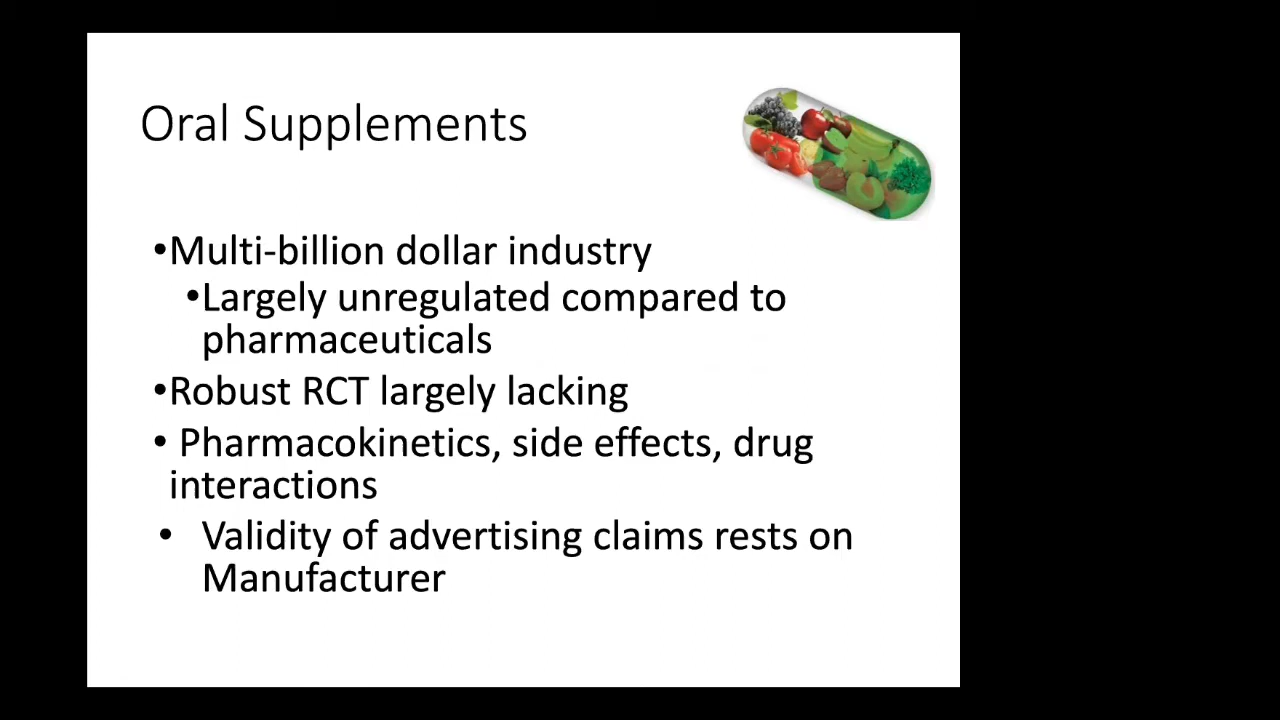 Oral Supplements
•Multi-billion dollar industry
•Largely unregulated compared to
pharmaceuticals
•Robust RCT largely lacking
• Pharmacokinetics, side effects, drug
interactions
• Validity of advertising claims rests on
Manufacturer